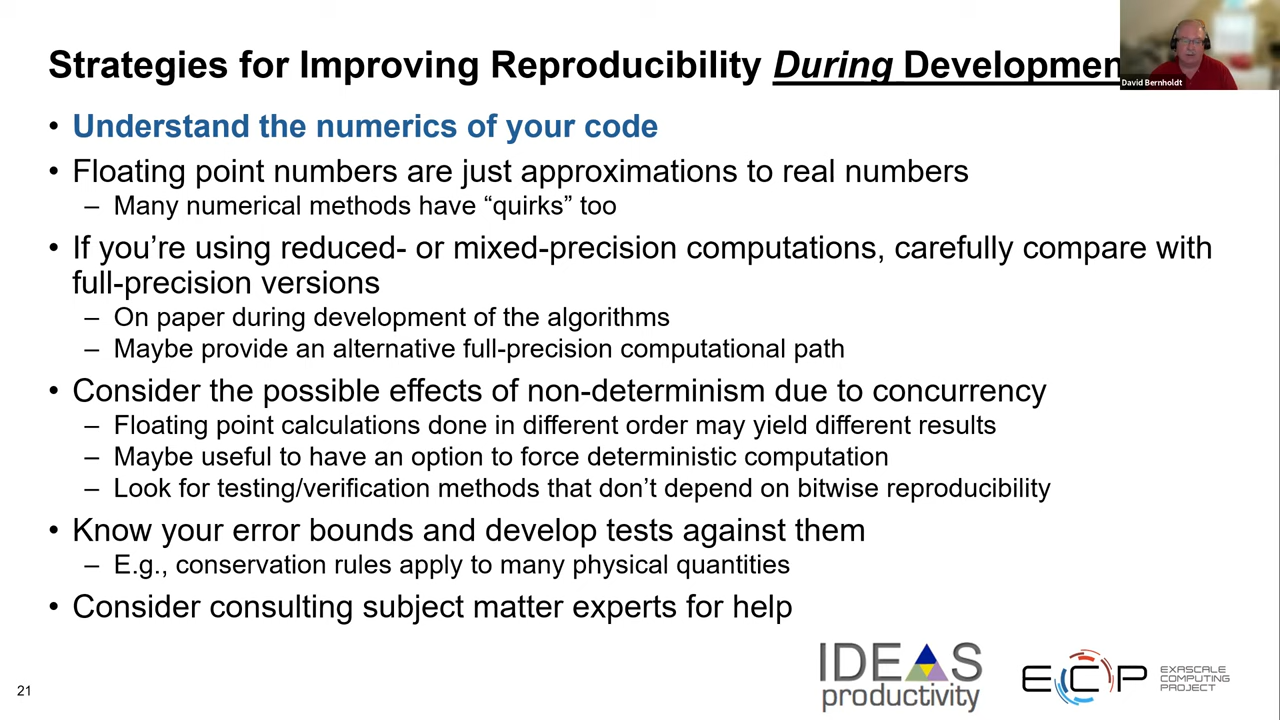 Strategies for Improving Reproducibility During Developmen
David Bernholdt
• Understand the numerics of your code
• Floating point numbers are just approximations to real numbers
– Many numerical methods have “quirks” too
• If you’re using reduced- or mixed-precision computations, carefully compare with
full-precision versions
– On paper during development of the algorithms
– Maybe provide an alternative full-precision computational path
• Consider the possible effects of non-determinism due to concurrency
– Floating point calculations done in different order may yield different results
– Maybe useful to have an option to force deterministic computation
– Look for testing/verification methods that don’t depend on bitwise reproducibility
• Know your error bounds and develop tests against them
– E.g., conservation rules apply to many physical quantities
• Consider consulting subject matter experts for help
21
IDEAS
productivity
ECP
EXASCALE
COMPUTING
PROJECT